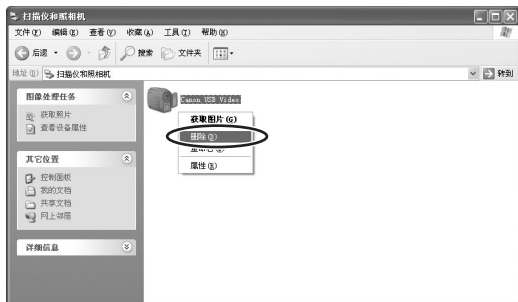 扫描仪和照相机
文件(F) 编辑(E) 查看(V) 收藏(A) 工具(T) 帮助(H)
后退 搜索 文件夹
地址(D) 扫描仪和照相机 转到
图像处理任务
获取照片
查看设备属性
其它位置
控制面板
我的文档
共享文档
网上邻居
详细信息
Canon USB Video
获取图片(G)
删除(D)
重命名(M)
属性(R)